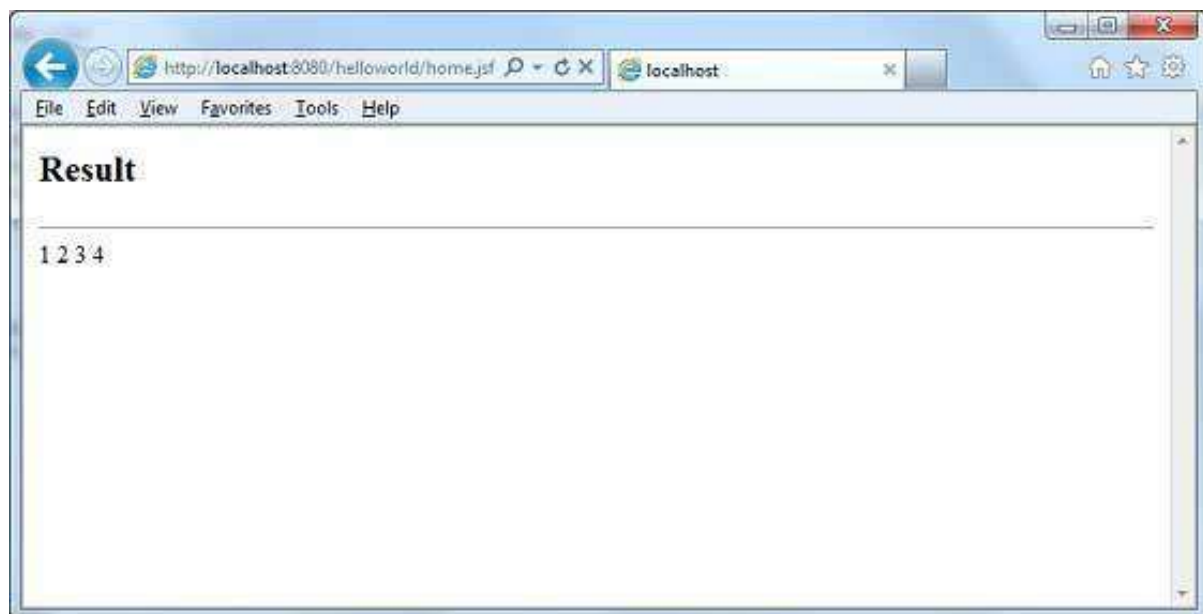 http://localhost:8080/helloworld/home.jsf
localhost
File Edit View Favorites Tools Help
Result
1 2 3 4